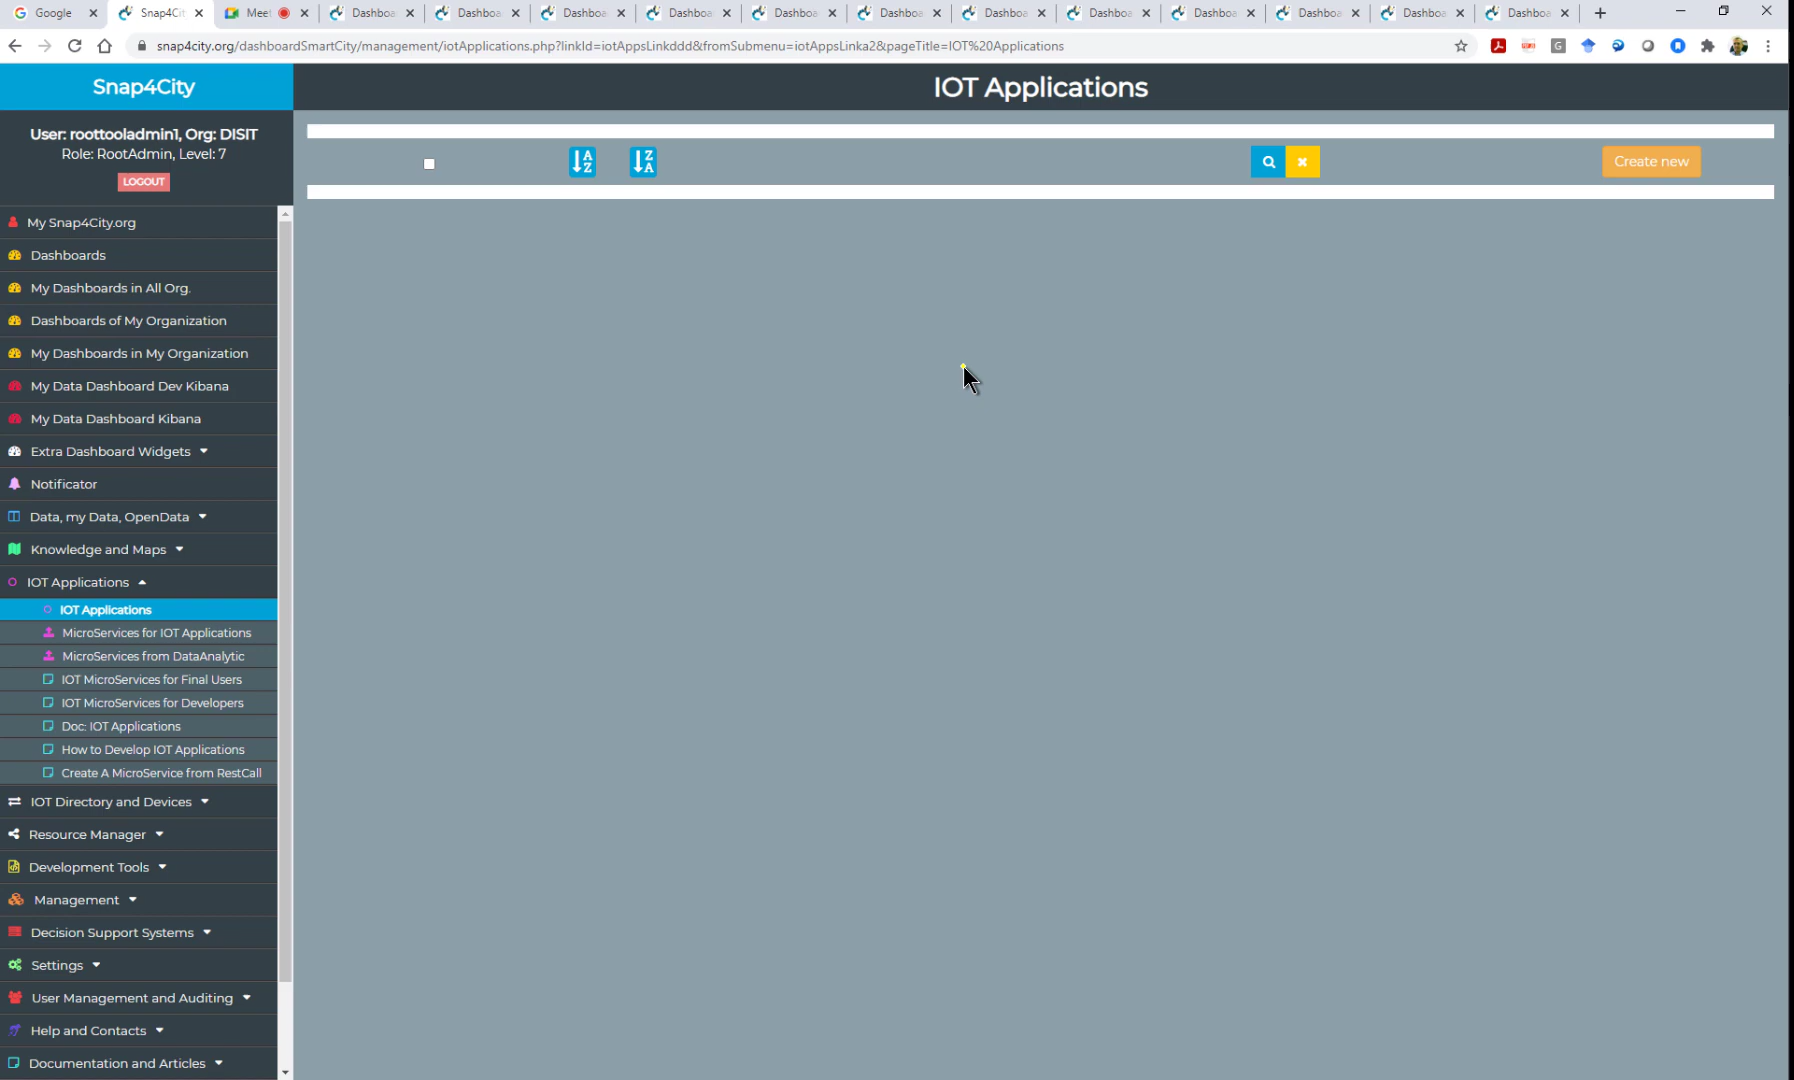 Google
Snap4Ci
Meet
Dashboa
Dashboa
Dashboa
Dashboa
Dashboa
Dashboa
Dashboa
Dashboa
Dashboa
Dashboa
Dashboa
Dashboa
snap4city.org/dashboardSmartCity/management/iotApplications.php?linkId=iotAppsLinkddd&fromSubmenu=iotAppsLinka2&pageTitle=IOT%20Applications
Snap4City
IOT Applications
User: roottooladmin1, Org: DISIT
Role: RootAdmin, Level: 7
LOGOUT
A
Z
Z
A
Create new
My Snap4City.org
Dashboards
My Dashboards in All Org.
Dashboards of My Organization
My Dashboards in My Organization
My Data Dashboard Dev Kibana
My Data Dashboard Kibana
Extra Dashboard Widgets
Notificator
Data, my Data, OpenData
Knowledge and Maps
IOT Applications
IOT Applications
MicroServices for IOT Applications
MicroServices from DataAnalytic
IOT MicroServices for Final Users
IOT MicroServices for Developers
Doc: IOT Applications
How to Develop IOT Applications
Create A MicroService from RestCall
IOT Directory and Devices
Resource Manager
Development Tools
Management
Decision Support Systems
Settings
User Management and Auditing
Help and Contacts
Documentation and Articles